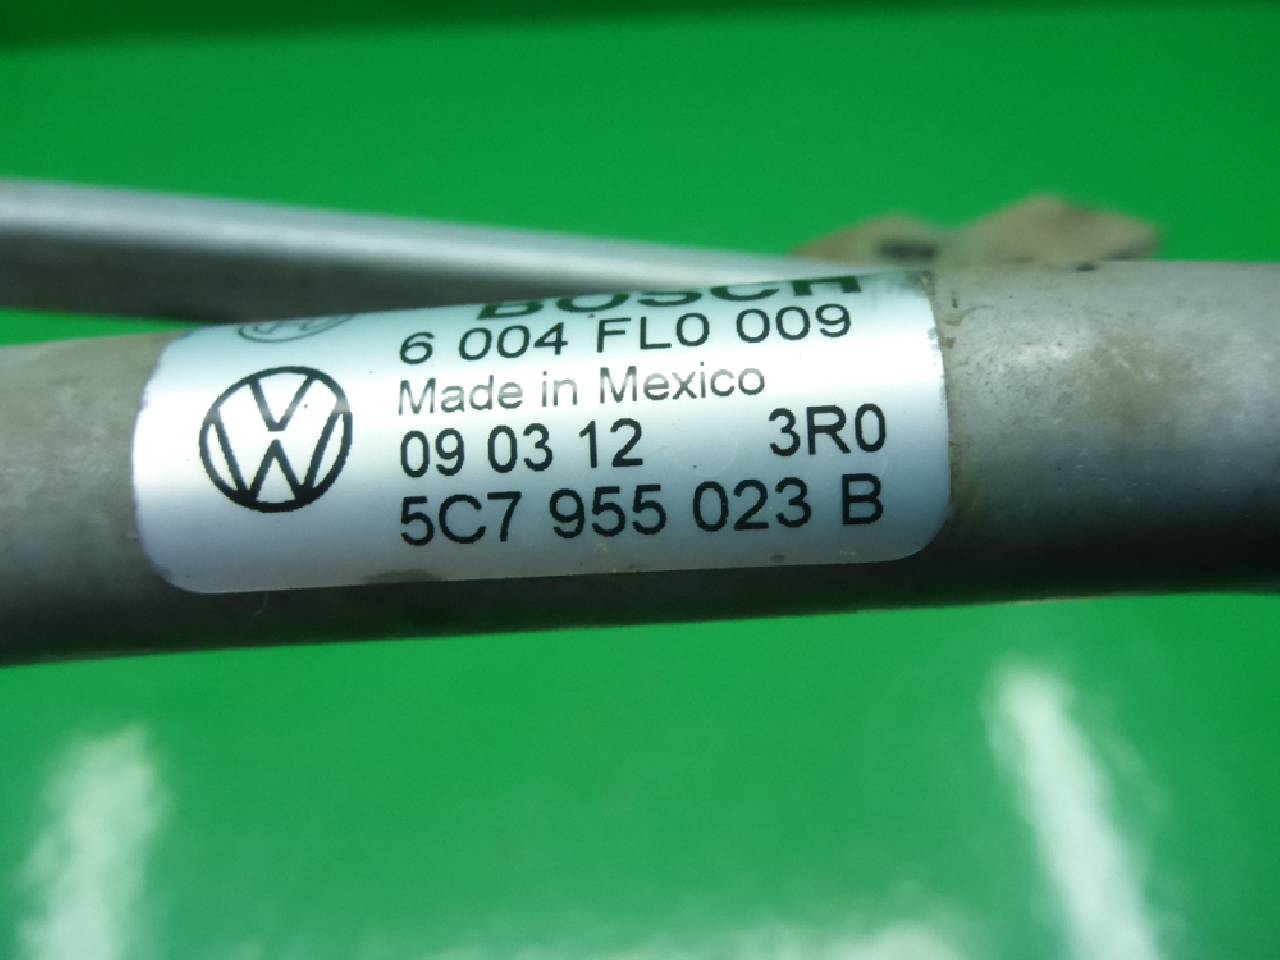 BOSCH
6 004 FL0 009
Made in Mexico
09 03 12 3R0
5C7 955 023 B